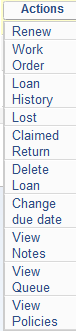 Actions
Renew
Work
Order
Loan
History
Lost
Claimed
Return
Delete
Loan
Change
due date
View
Notes
View
Queue
View
Policies